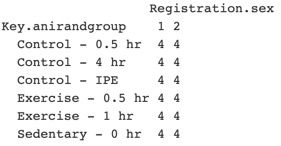 Registration.sex
Key.anirandgroup 1 2
Control - 0.5 hr 4 4
Control - 4 hr 4 4
Control - IPE 4 4
Exercise - 0.5 hr 4 4
Exercise - 1 hr 4 4
Sedentary - 0 hr 4 4